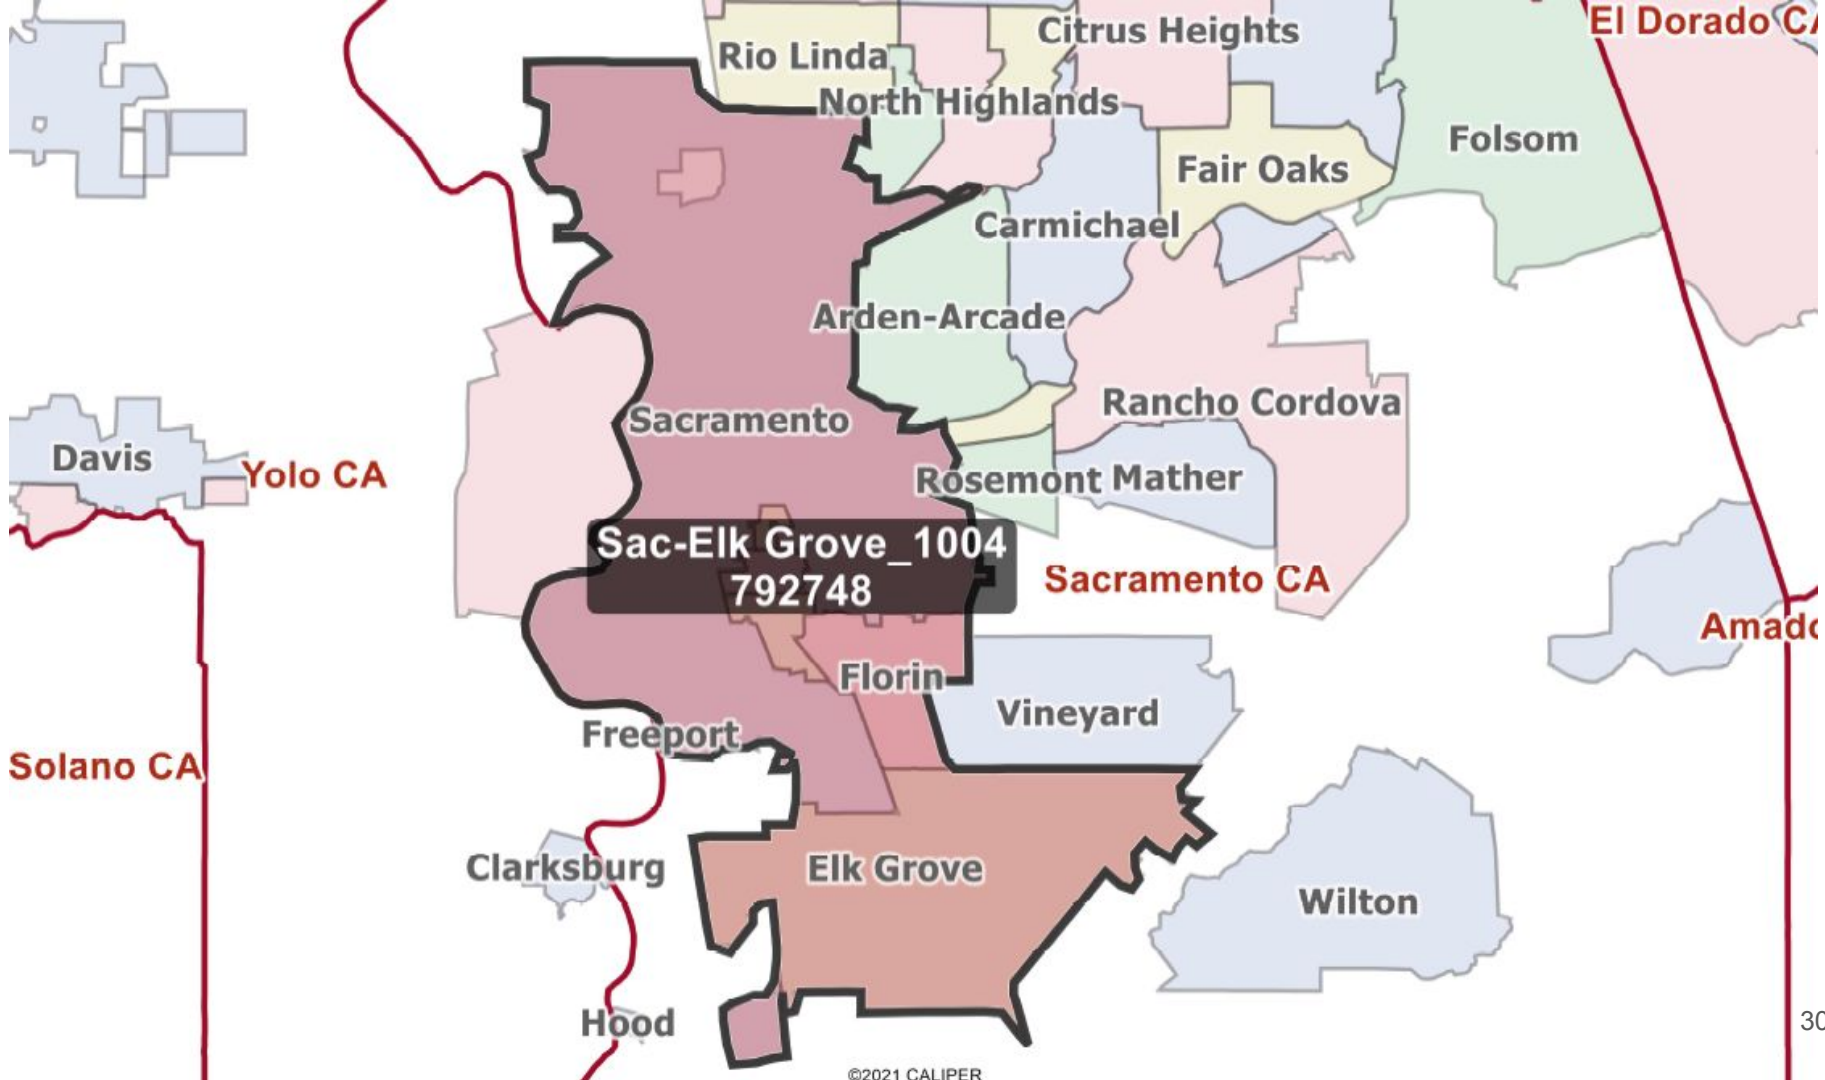 El Dorado CA
Citrus Heights
Rio Linda
North Highlands
Folsom
Fair Oaks
Carmichael
Arden-Arcade
Rancho Cordova
Sacramento
Davis
Yolo CA
Rosemont
Mather
Sac-Elk Grove_1004
792748
Sacramento CA
Florin
Vineyard
Freeport
Solano CA
Clarksburg
Elk Grove
Wilton
Hood
30
©2021 CALIPER